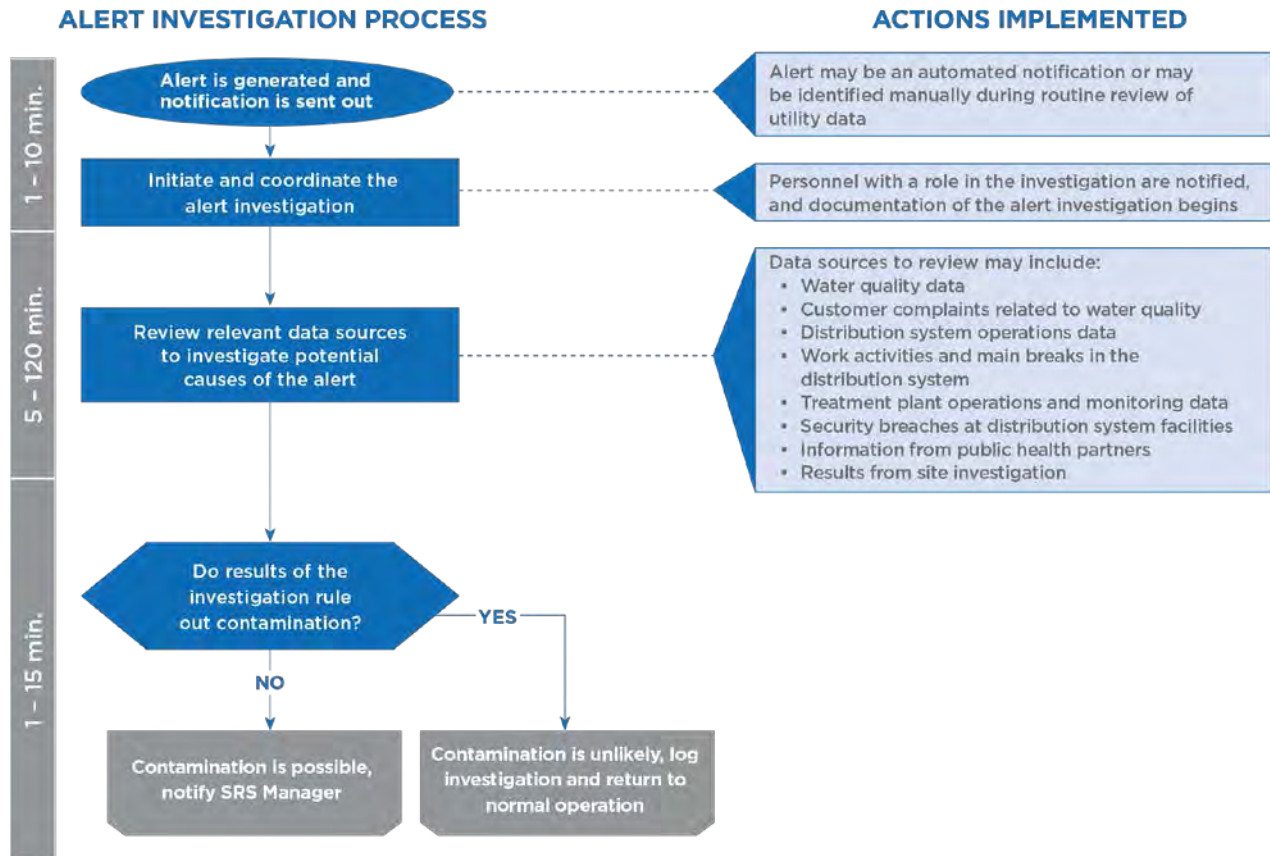 ALERT INVESTIGATION PROCESS
ACTIONS IMPLEMENTED
1 – 10 min.
Alert is generated and
notification is sent out
Alert may be an automated notification or may
be identified manually during routine review of
utility data
Initiate and coordinate the
alert investigation
Personnel with a role in the investigation are notified,
and documentation of the alert investigation begins
5 – 120 min.
Review relevant data sources
to investigate potential
causes of the alert
Data sources to review may include:
• Water quality data
• Customer complaints related to water quality
• Distribution system operations data
• Work activities and main breaks in the
distribution system
• Treatment plant operations and monitoring data
• Security breaches at distribution system facilities
• Information from public health partners
• Results from site investigation
1 – 15 min.
Do results of the
investigation rule
out contamination?
YES
NO
Contamination is possible,
notify SRS Manager
Contamination is unlikely, log
investigation and return to
normal operation